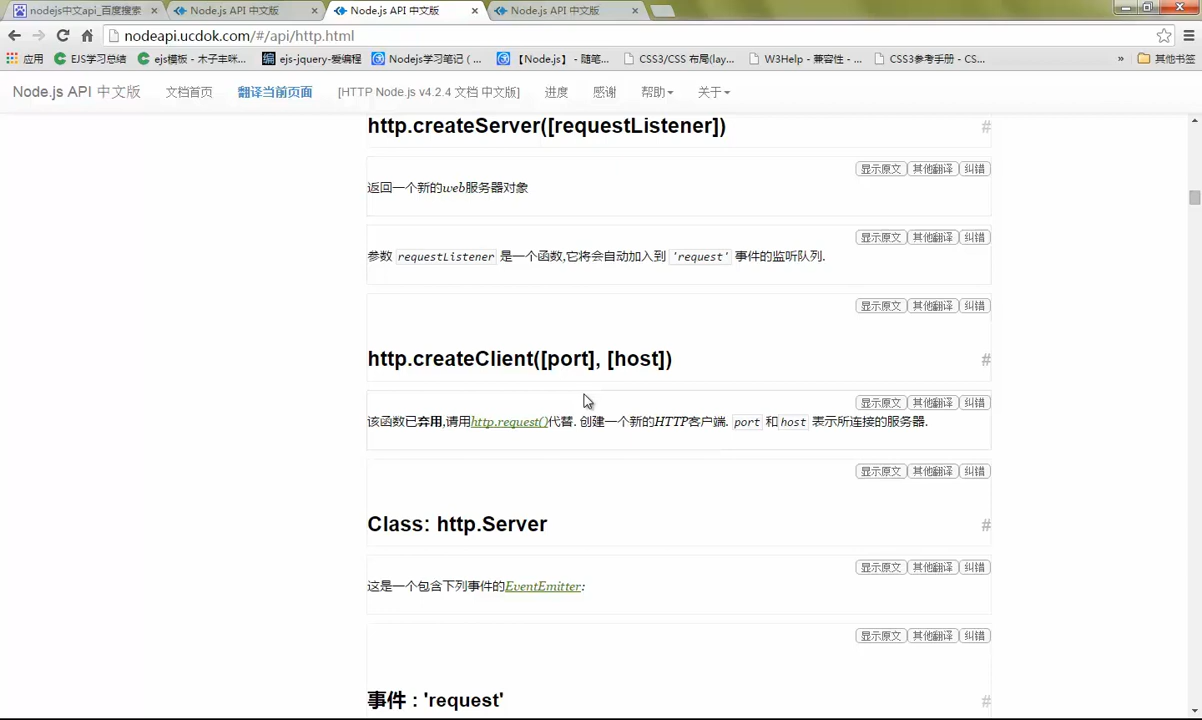 nodejs中文api_百度搜索
Node.js API 中文版
Node.js API 中文版
Node.js API 中文版
nodeapi.ucdok.com/#/api/http.html
应用
EJS学习总结
ejs模板 - 木子丰咪...
ejs-jquery-爱编程
Nodejs学习笔记 ( ...
【Node.js】 - 随笔...
CSS3/CSS 布局(lay...
W3Help - 兼容性 - ...
CSS3参考手册 - CS...
»
其他书签
Node.js API 中文版
文档首页
翻译当前页面
[HTTP Node.js v4.2.4 文档 中文版]
进度
感谢
帮助
关于
http.createServer([requestListener])
#
显示原文 其他翻译 纠错
返回一个新的web服务器对象
显示原文 其他翻译 纠错
参数 requestListener 是一个函数,它将会自动加入到 'request' 事件的监听队列.
显示原文 其他翻译 纠错
http.createClient([port], [host])
#
显示原文 其他翻译 纠错
该函数已弃用,请用http.request()代替. 创建一个新的HTTP客户端. port 和host 表示所连接的服务器.
显示原文 其他翻译 纠错
Class: http.Server
#
显示原文 其他翻译 纠错
这是一个包含下列事件的EventEmitter:
显示原文 其他翻译 纠错
事件 : 'request'
#